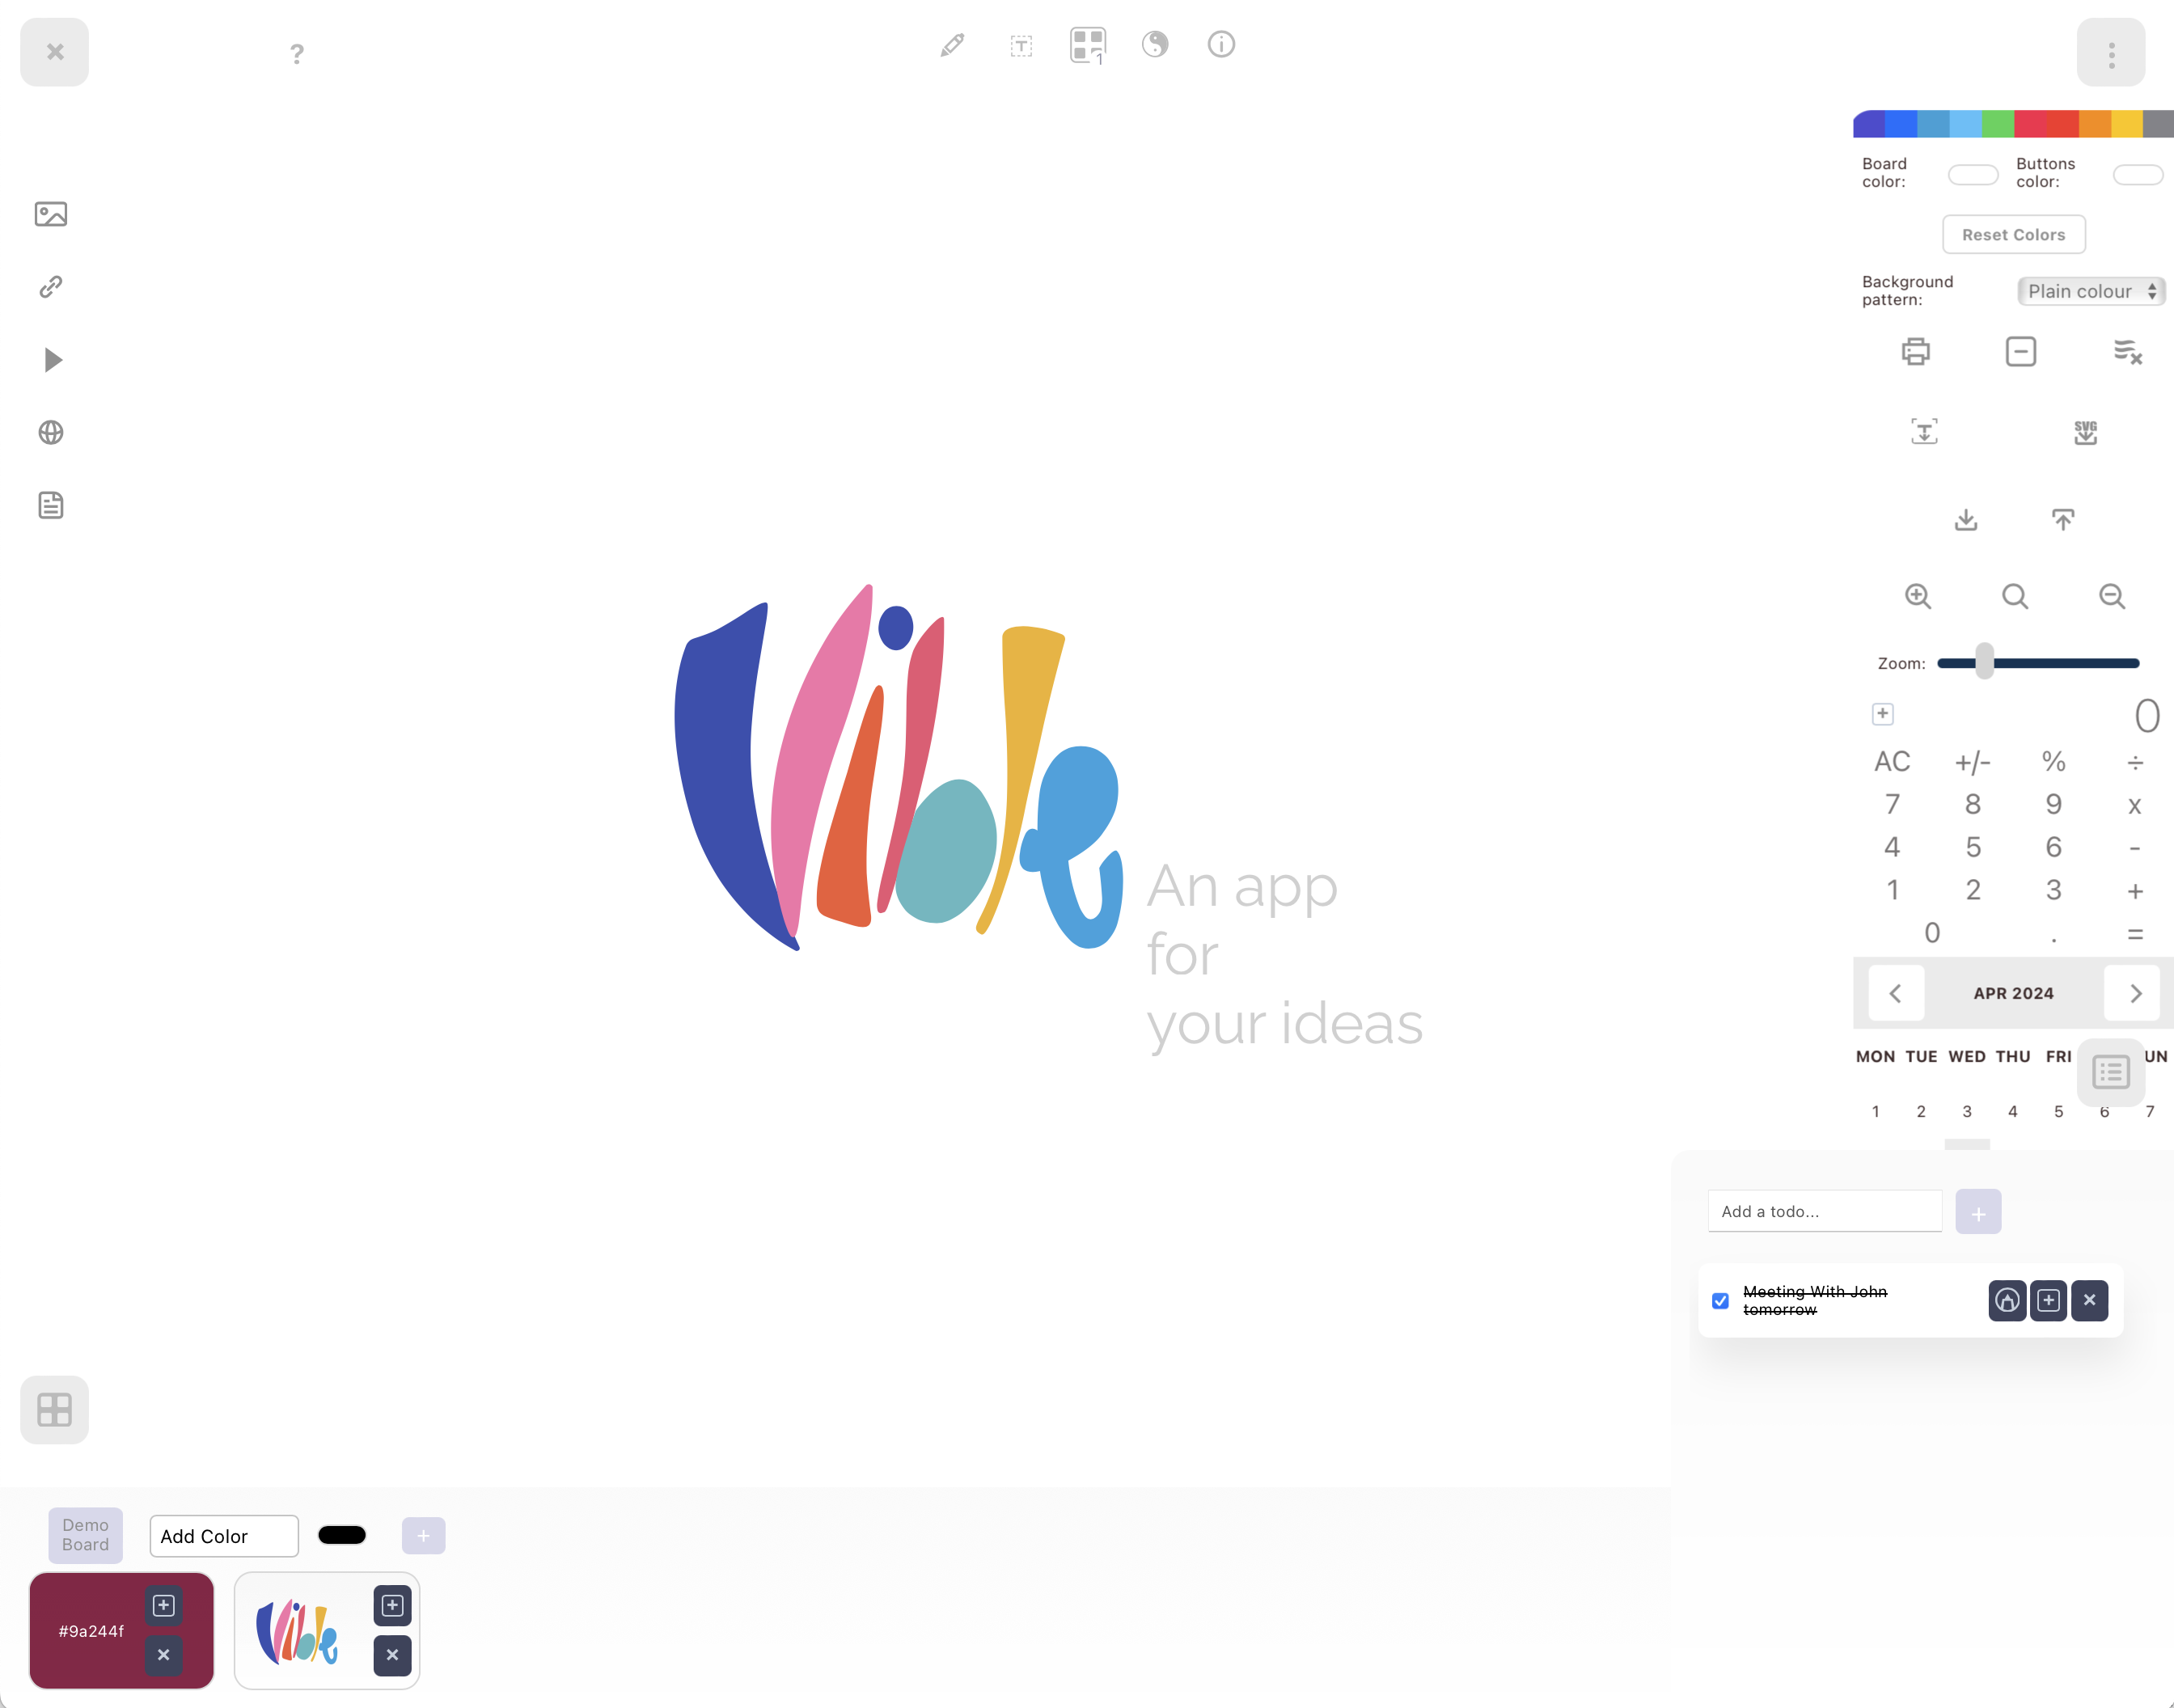 ?
T
1
i
Board
color:
Buttons
color:
Reset Colors
Background
pattern:
Plain colour
T
SVG
Zoom:
0
AC +/- % ÷
7 8 9 x
4 5 6 -
1 2 3 +
0 . =
APR 2024
MON TUE WED THU FRI UN
1 2 3 4 5 6 7
Vibe
An app
for
your ideas
Add a todo...
+
Meeting With John
tomorrow
Demo
Board
Add Color
+
#9a244f
Vibe